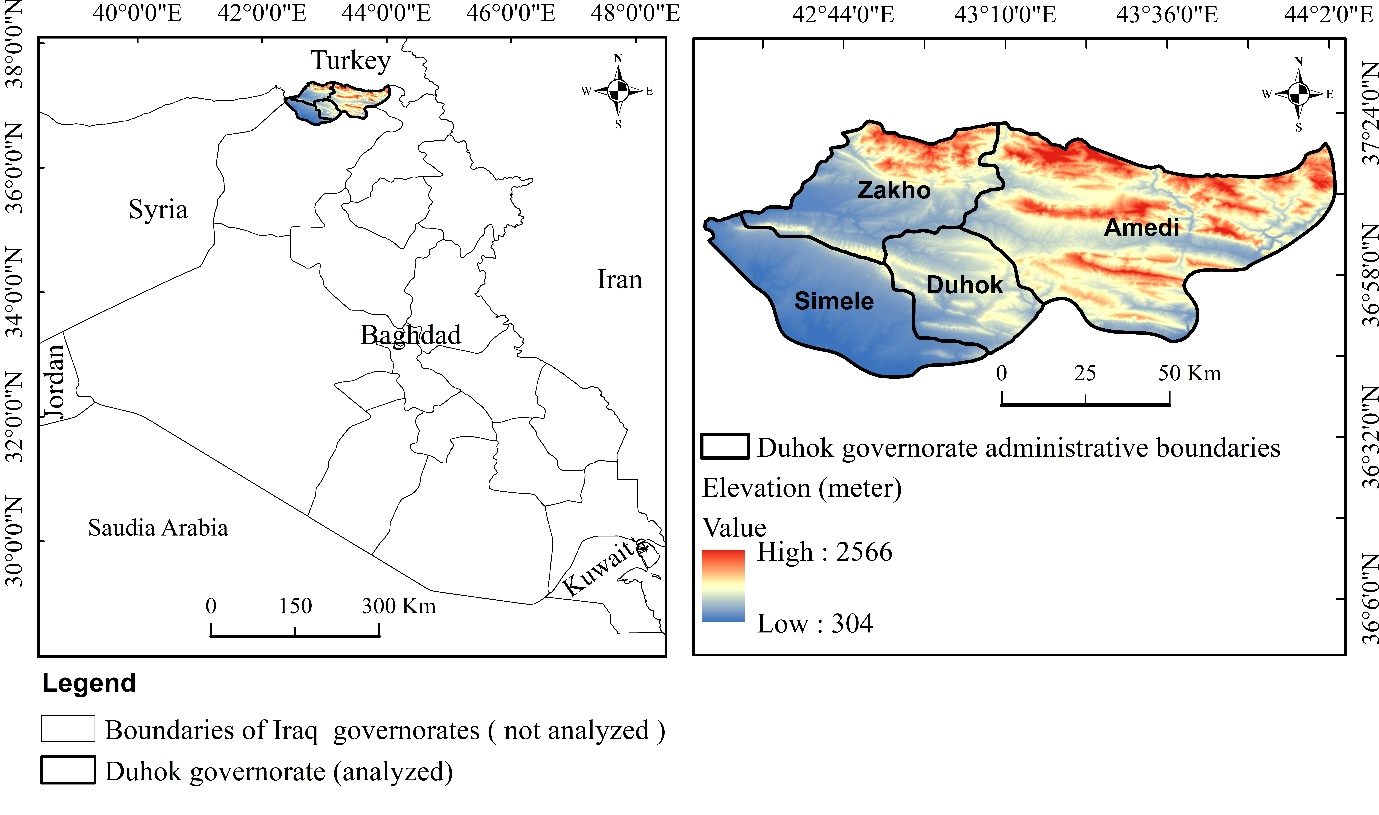 40°0'0"E 42°0'0"E 44°0'0"E 46°0'0"E 48°0'0"E
38°0'0"N
36°0'0"N
34°0'0"N
32°0'0"N
30°0'0"N
Turkey
N
W E
S
Syria
Iran
Baghdad
Jordan
Saudia Arabia
Kuwait
0 150 300 Km
42°44'0"E 43°10'0"E 43°36'0"E 44°2'0"E
37°24'0"N
36°58'0"N
36°32'0"N
36°6'0"N
N
W E
S
Zakho
Amedi
Duhok
Simele
0 25 50 Km
Duhok governorate administrative boundaries
Elevation (meter)
Value
High : 2566
Low : 304
Legend
Boundaries of Iraq governorates ( not analyzed )
Duhok governorate (analyzed)